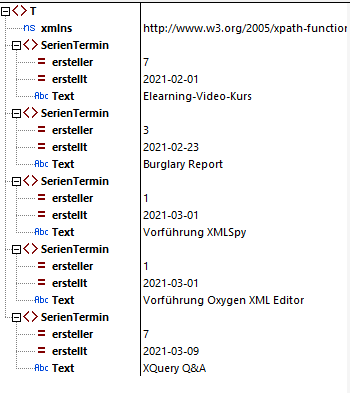 T
ns xmlns http://www.w3.org/2005/xpath-function
SerienTermin
= ersteller 7
= erstellt 2021-02-01
Abc Text Elearning-Video-Kurs
SerienTermin
= ersteller 3
= erstellt 2021-02-23
Abc Text Burglary Report
SerienTermin
= ersteller 1
= erstellt 2021-03-01
Abc Text Vorführung XMLSpy
SerienTermin
= ersteller 1
= erstellt 2021-03-01
Abc Text Vorführung Oxygen XML Editor
SerienTermin
= ersteller 7
= erstellt 2021-03-09
Abc Text XQuery Q&A